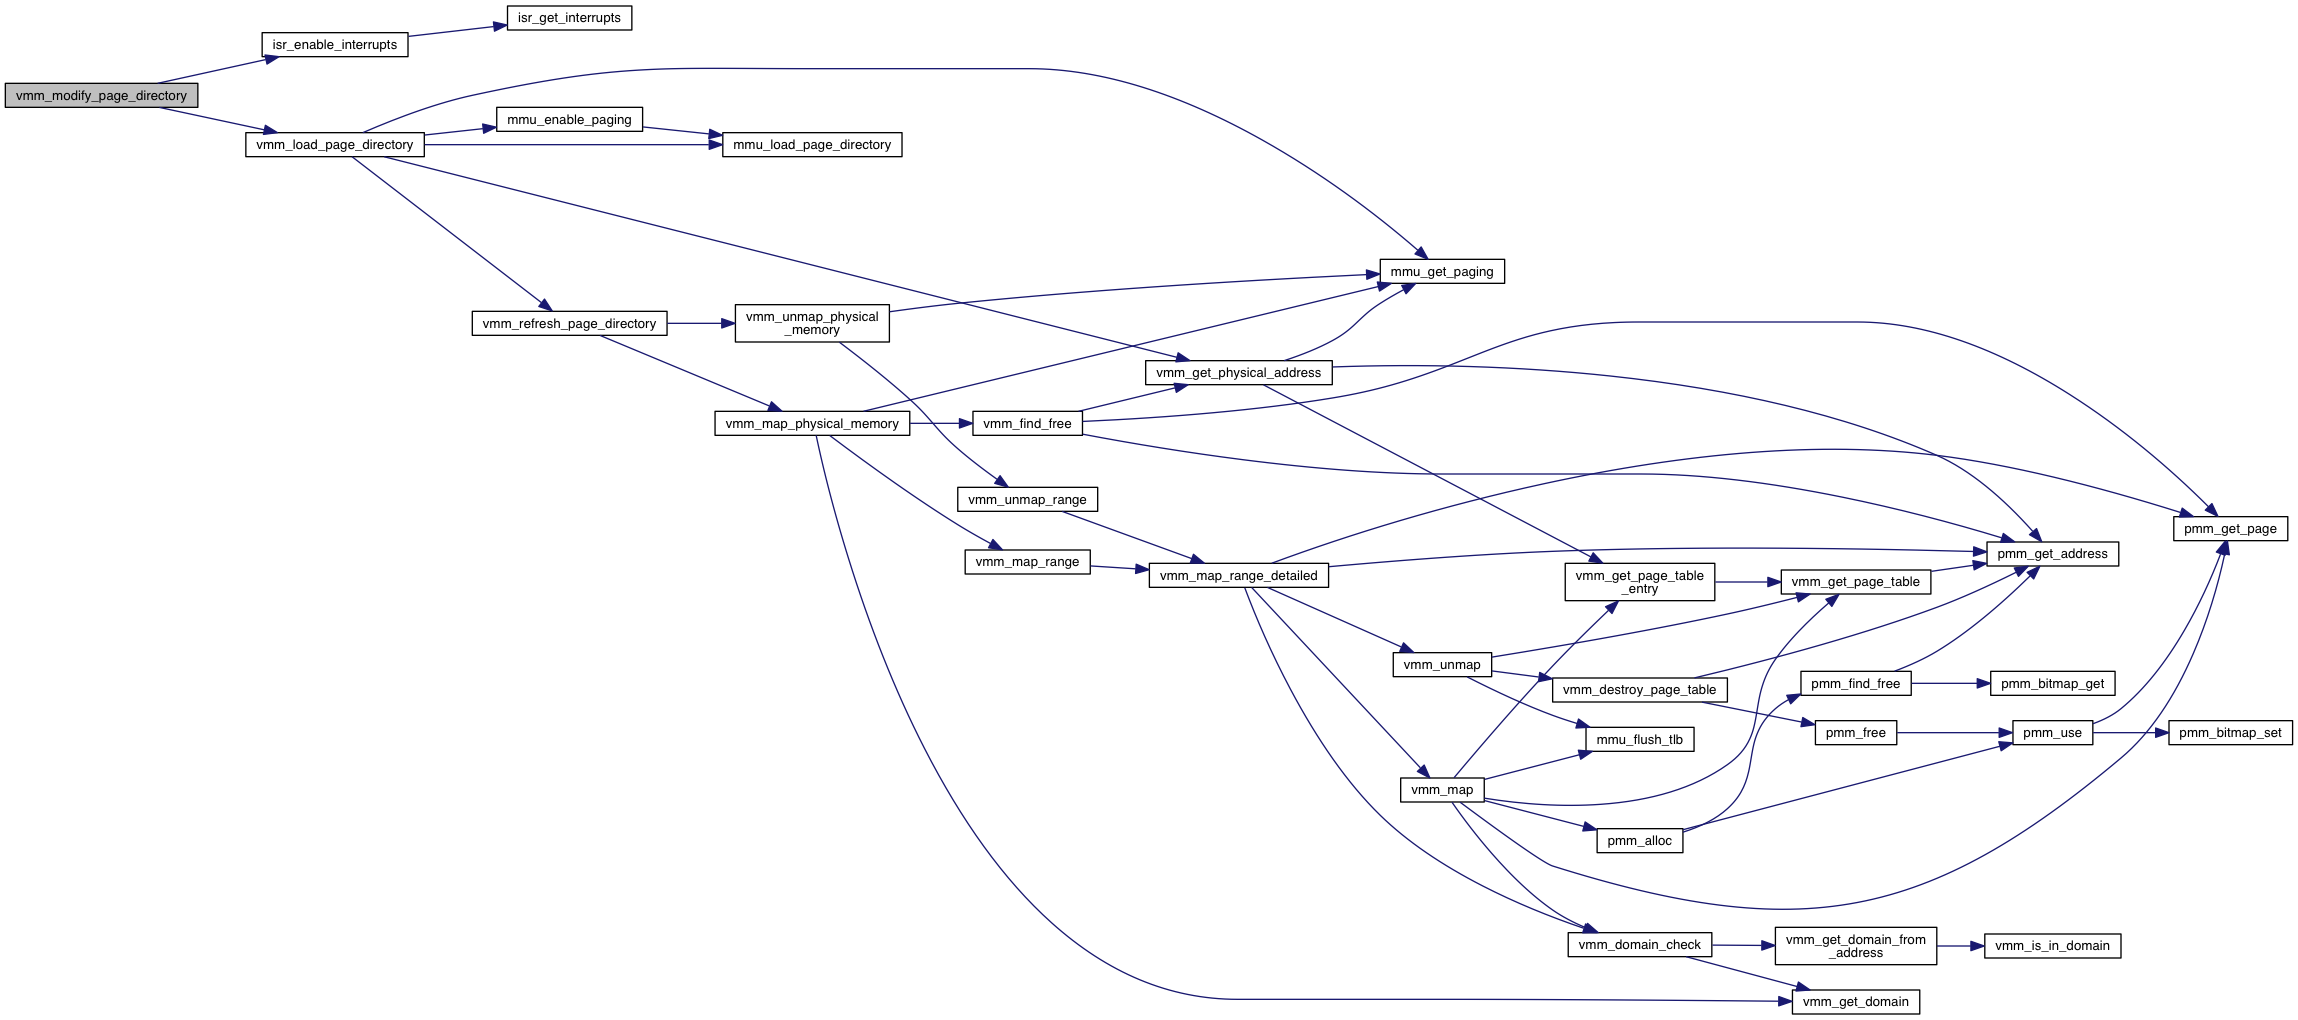 isr_get_interrupts
isr_enable_interrupts
vmm_modify_page_directory
mmu_enable_paging
vmm_load_page_directory
mmu_load_page_directory
mmu_get_paging
vmm_refresh_page_directory
vmm_unmap_physical
_memory
vmm_get_physical_address
vmm_map_physical_memory
vmm_find_free
vmm_unmap_range
pmm_get_page
pmm_get_address
vmm_map_range
vmm_map_range_detailed
vmm_get_page_table
_entry
vmm_get_page_table
vmm_unmap
vmm_destroy_page_table
pmm_find_free
pmm_bitmap_get
mmu_flush_tlb
pmm_free
pmm_use
pmm_bitmap_set
vmm_map
pmm_alloc
vmm_domain_check
vmm_get_domain_from
_address
vmm_is_in_domain
vmm_get_domain